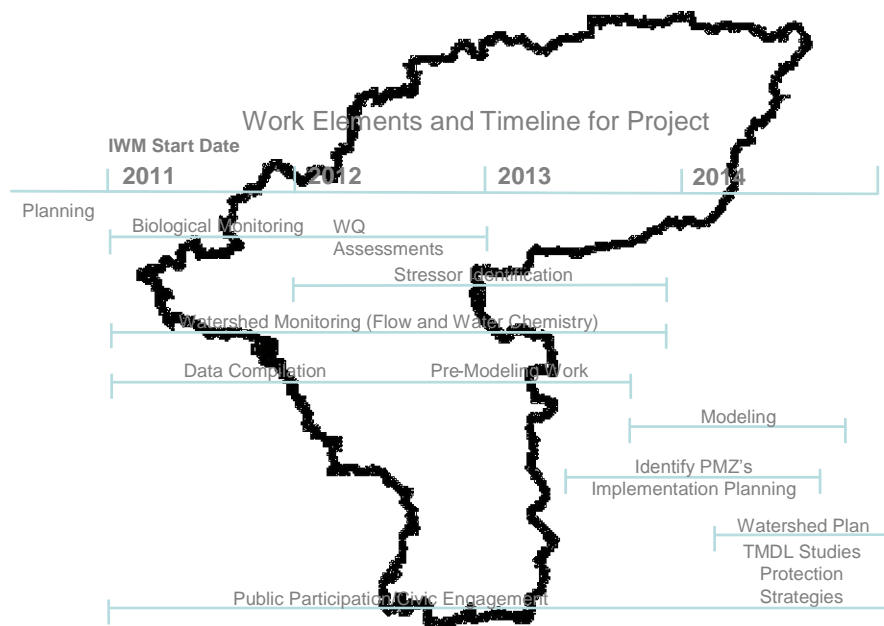 Work Elements and Timeline for Project
IWM Start Date
2011 2012 2013 2014
Planning
Biological Monitoring WQ
Assessments
Stressor Identification
Watershed Monitoring (Flow and Water Chemistry)
Data Compilation Pre-Modeling Work
Modeling
Identify PMZ's
Implementation Planning
Watershed Plan
TMDL Studies
Protection
Strategies
Public Participation/Civic Engagement